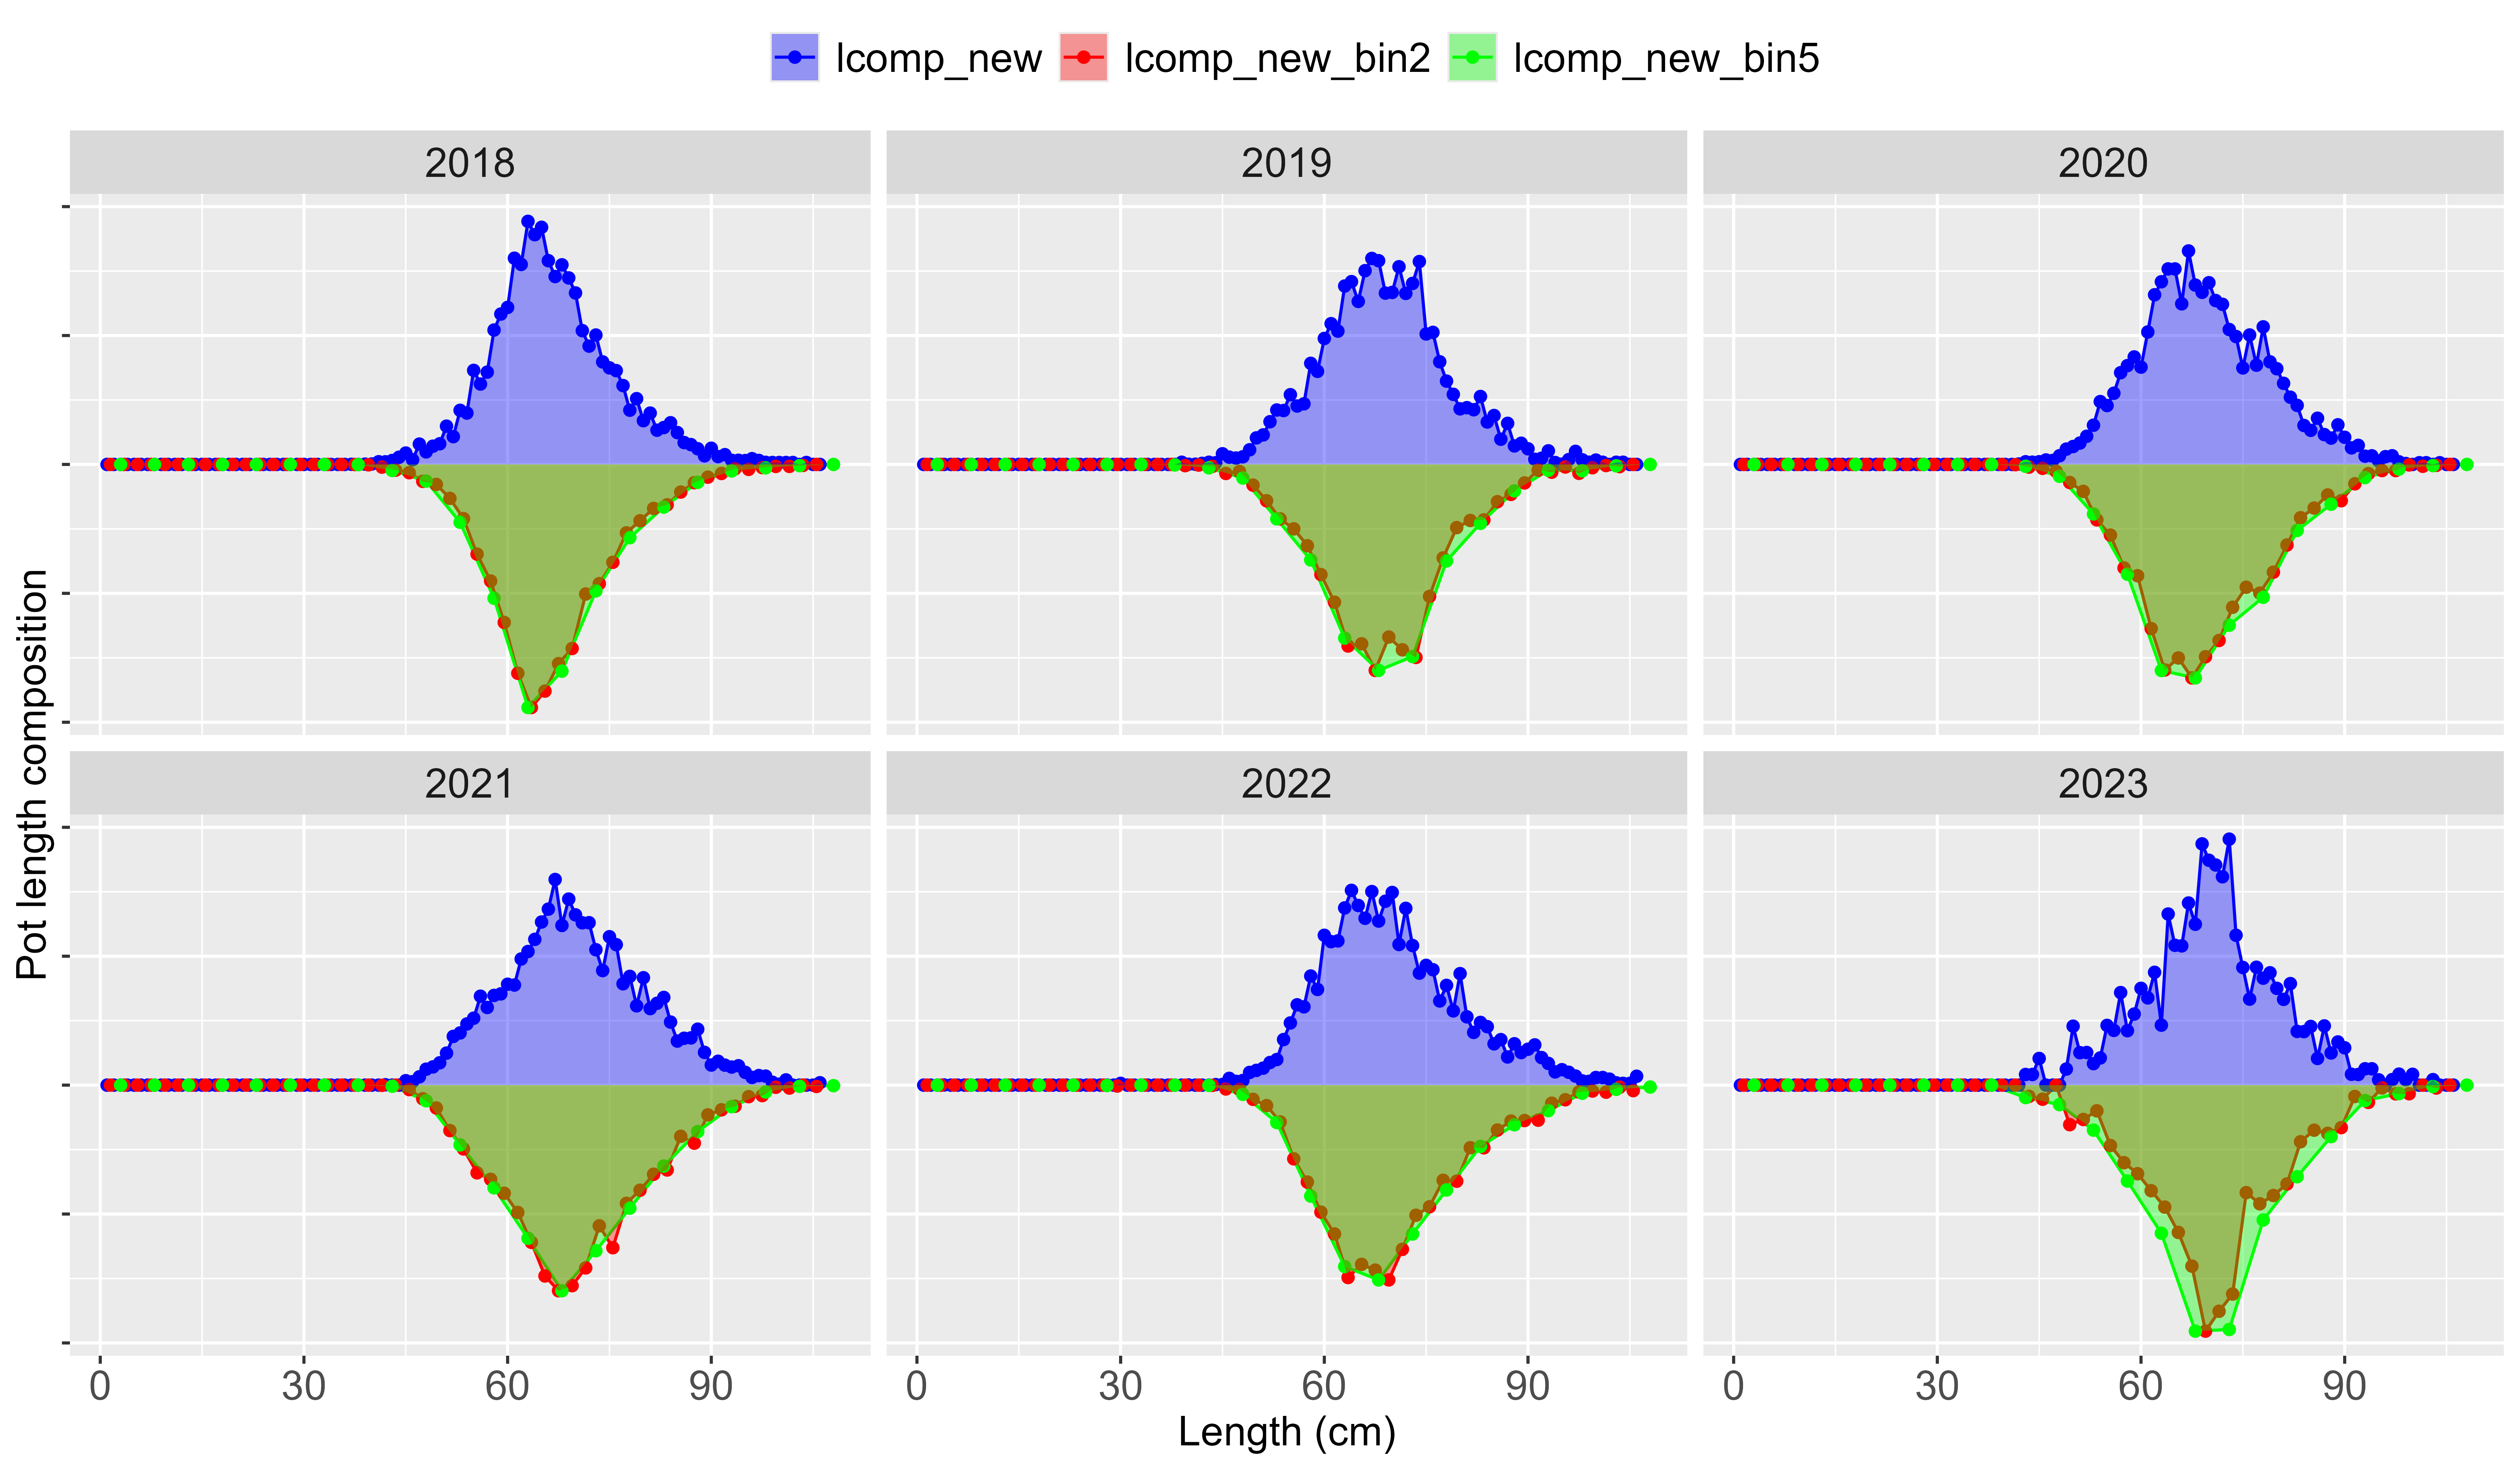 lcomp_new lcomp_new_bin2 lcomp_new_bin5
2018 2019 2020
Pot length composition
2021 2022 2023
0 30 60 90 0 30 60 90 0 30 60 90
Length (cm)